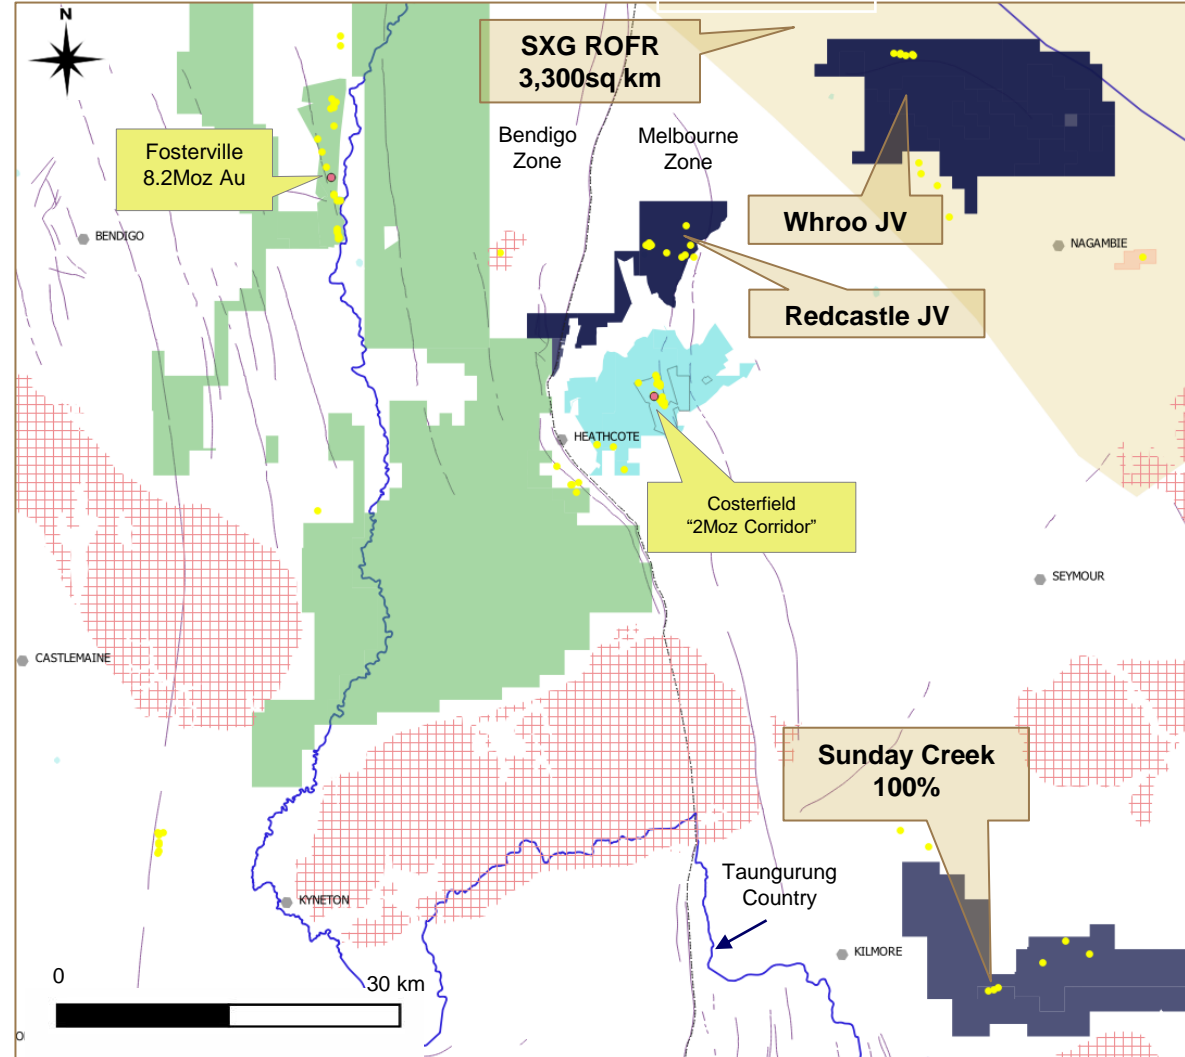 N
SXG ROFR
3,300sq km
Bendigo
Zone
Melbourne
Zone
Fosterville
8.2Moz Au
BENDIGO
Whroo JV
NAGAMBIE
Redcastle JV
HEATHCOTE
Costerfield
“2Moz Corridor”
SEYMOUR
CASTLEMAINE
Sunday Creek
100%
Taungurung
Country
KYNETON
KILMORE
0
30 km